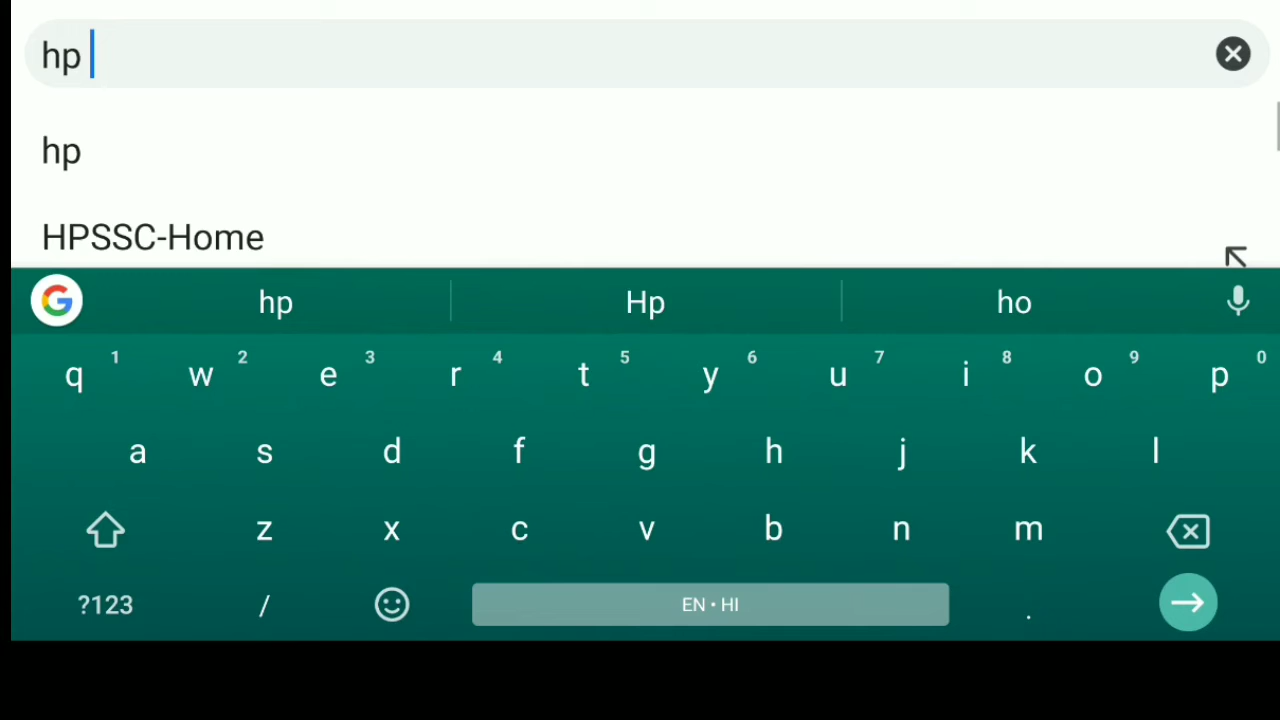 hp
hp
HPSSC-Home
hp Hp ho
q 1 w 2 e 3 r 4 t 5 y 6 u 7 i 8 o 9 p 0
a s d f g h j k l
z x c v b n m
?123 / EN • HI .